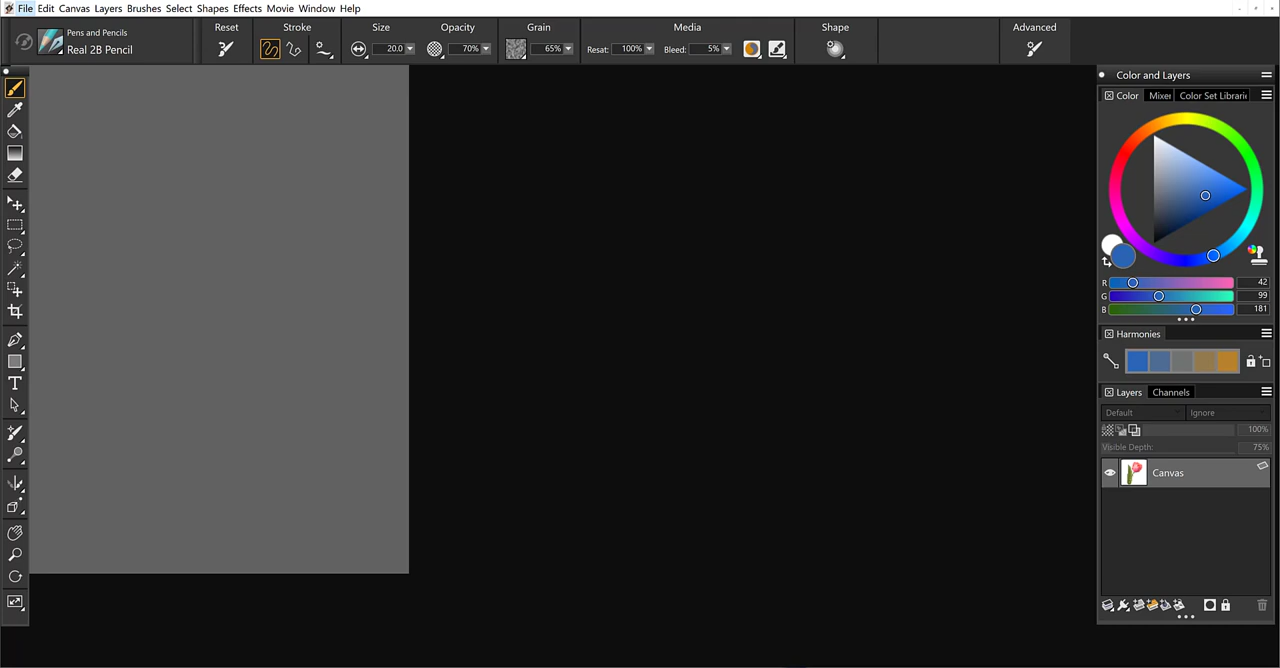 File Edit Canvas Layers Brushes Select Shapes Effects Movie Window Help
Pens and Pencils
Real 2B Pencil
Reset
Stroke
Size
20.0
Opacity
70%
Grain
65%
Media
Resat: 100% Bleed: 5%
Shape
Advanced
Color and Layers
Color Mixer Color Set Librari
R 42
G 99
B 181
Harmonies
Layers Channels
Default Ignore
100%
Visible Depth: 75%
Canvas